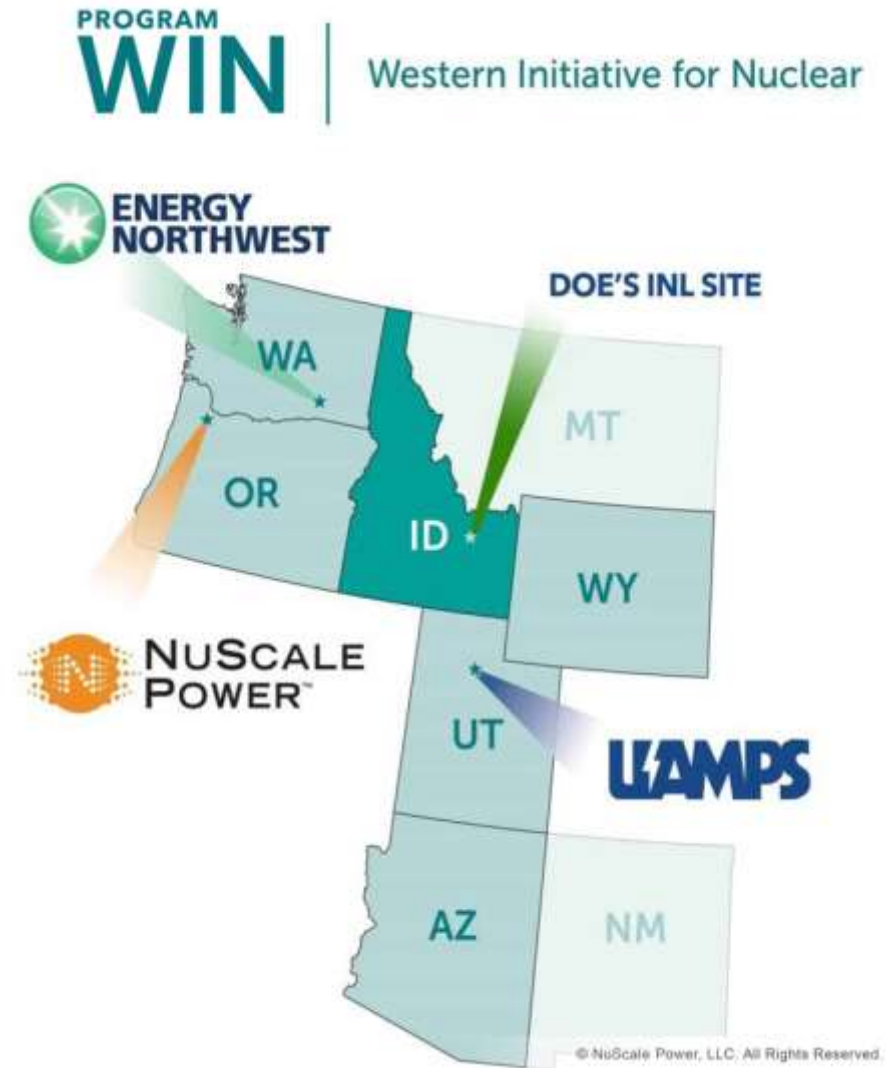 PROGRAM
WIN
Western Initiative for Nuclear
ENERGY
NORTHWEST
DOE'S INL SITE
WA
MT
OR
ID
WY
NUSCALE
POWER™
UT
UAMPS
AZ
NM
© NuScale Power, LLC. All Rights Reserved.